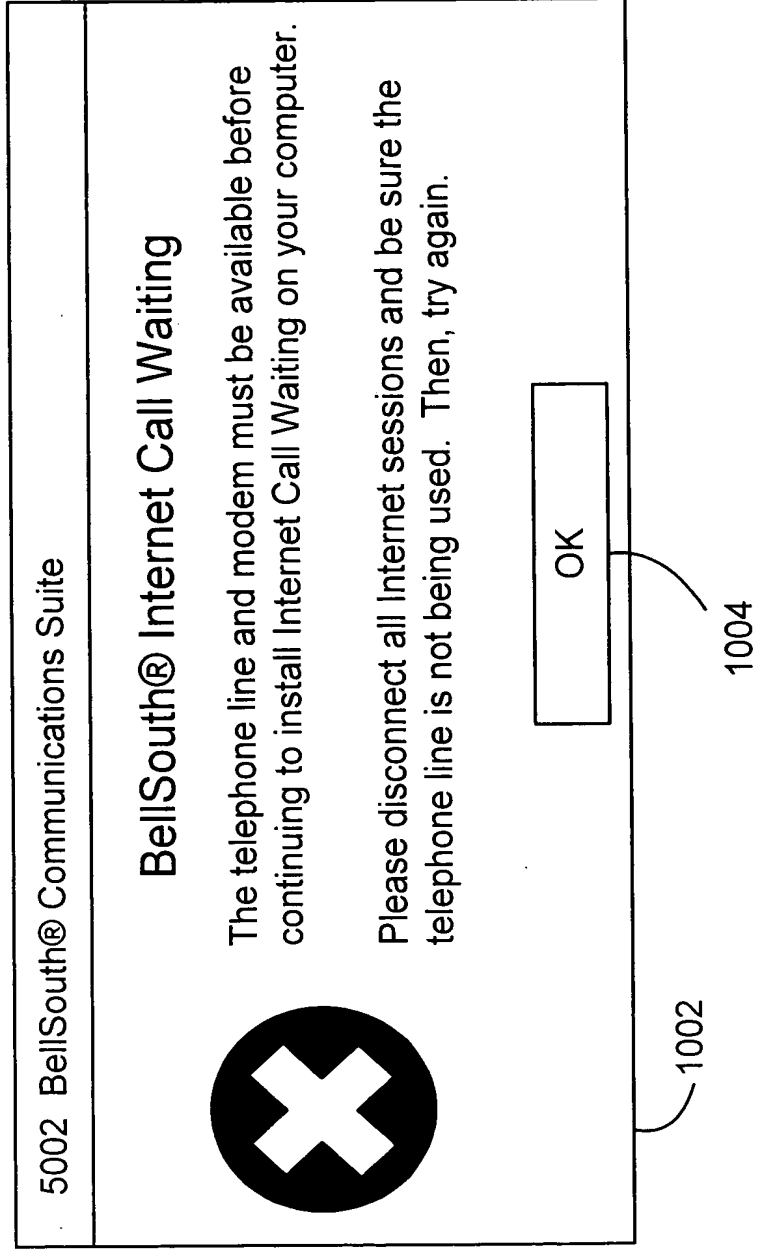 5002 BellSouth® Communications Suite
BellSouth® Internet Call Waiting
The telephone line and modem must be available before
continuing to install Internet Call Waiting on your computer.
Please disconnect all Internet sessions and be sure the
telephone line is not being used. Then, try again.
OK
1002
1004